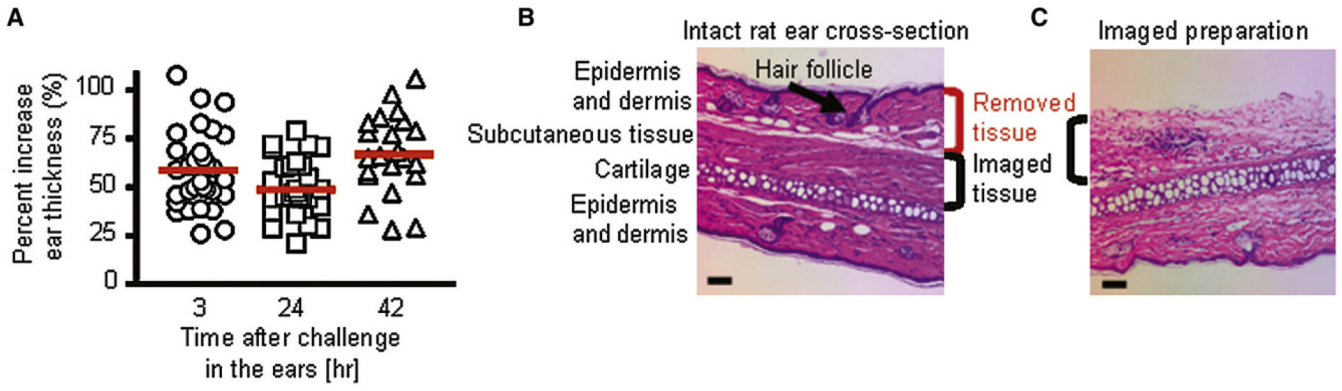 A
Percent increase
ear thickness (%)
100
75
50
25
0
3
24
42
Time after challenge
in the ears [hr]
B
Intact rat ear cross-section
Epidermis
and dermis
Hair follicle
Subcutaneous tissue
Cartilage
Epidermis
and dermis
Removed
tissue
Imaged
tissue
C
Imaged preparation